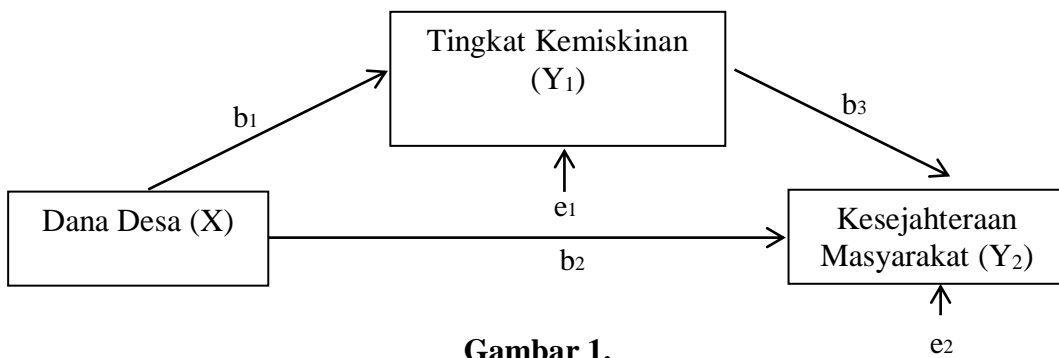 Tingkat Kemiskinan
(Y₁)
b₁
b₃
e₁
Dana Desa (X)
b₂
Kesejahteraan
Masyarakat (Y₂)
e₂
Gambar 1.